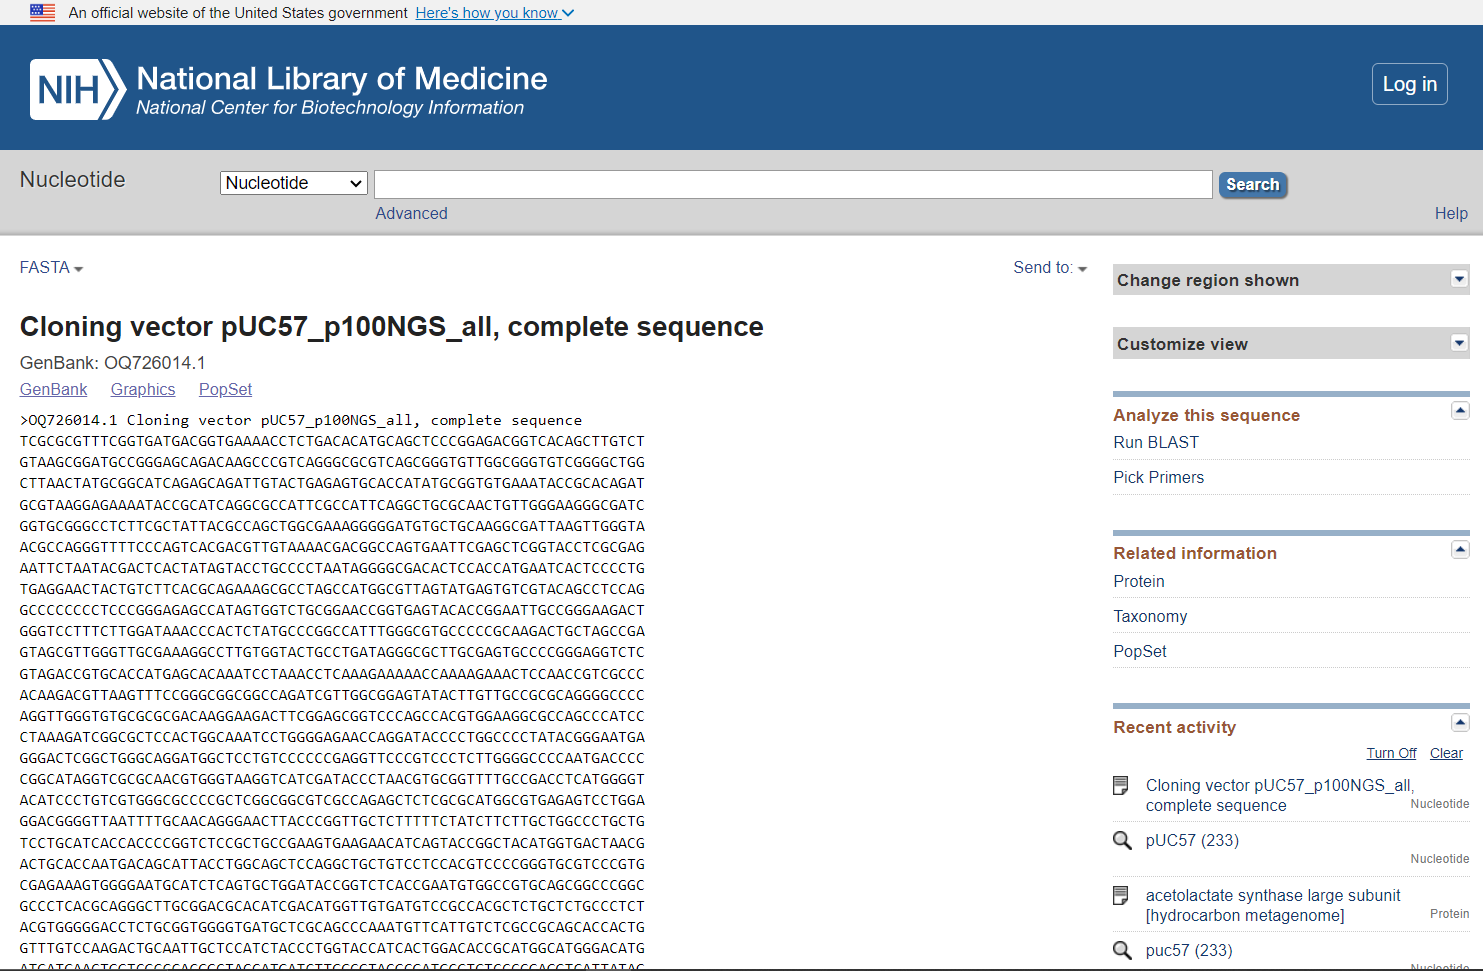 An official website of the United States government Here's how you know
NIH National Library of Medicine
National Center for Biotechnology Information
Log in
Nucleotide
Nucleotide
Search
Advanced
Help
FASTA
Send to:
Cloning vector pUC57_p100NGS_all, complete sequence
GenBank: OQ726014.1
GenBank Graphics PopSet
>OQ726014.1 Cloning vector pUC57_p100NGS_all, complete sequence
TCGCGCGTTTCGGTGATGACGGTGAAAACCTCTGACACATGCAGCTCCCGGAGACGGTCACAGCTTGTCT
GTAAGCGGATGCCGGGAGCAGACAAGCCCGTCAGGGCGCGTCAGCGGGTGTTGGCGGGTGTCGGGGCTGG
CTTAACTATGCGGCATCAGAGCAGATTGTACTGAGAGTGCACCATATGCGGTGTGAAATACCGCACAGAT
GCGTAAGGAGAAAATACCGCATCAGGCGCCATTCGCCATTCAGGCTGCGCAACTGTTGGGAAGGGCGATC
GGTGCGGGCCTCTTCGCTATTACGCCAGCTGGCGAAAGGGGGATGTGCTGCAAGGCGATTAAGTTGGGTA
ACGCCAGGGTTTTCCCAGTCACGACGTTGTAAAACGACGGCCAGTGAATTCGAGCTCGGTACCTCGCGAG
AATTCTAATACGACTCACTATAGTACCTGCCCCTAATAGGGGCGACACTCCACCATGAATCACTCCCCTG
TGAGGAACTACTGTCTTCACGCAGAAAGCGCCTAGCCATGGCGTTAGTATGAGTGTCGTACAGCCTCCAG
GCCCCCCCCTCCCGGGAGAGCCATAGTGGTCTGCGGAACCGGTGAGTACACCGGAATTGCCGGGAAGACT
GGGTCCTTTCTTGGATAAACCCACTCTATGCCCGGCCATTTGGGCGTGCCCCCGCAAGACTGCTAGCCGA
GTAGCGTTGGGTTGCGAAAGGCCTTGTGGTACTGCCTGATAGGGCGCTTGCGAGTGCCCCGGGAGGTCTC
GTAGACCGTGCACCATGAGCACAAATCCTAAACCTCAAAGAAAAACCAAAAGAAACTCCAACCGTCGCCC
ACAAGACGTTAAGTTTCCGGGCGGCGGCCAGATCGTTGGCGGAGTATACTTGTTGCCGCGCAGGGGCCCC
AGGTTGGGTGTGCGCGCGACAAGGAAGACTTCGGAGCGGTCCCAGCCACGTGGAAGGCGCCAGCCCATCC
CTAAAGATCGGCGCTCCACTGGCAAATCCTGGGGAGAACCAGGATACCCCTGGCCCCTATACGGGAATGA
GGGACTCGGCTGGGCAGGATGGCTCCTGTCCCCCCGAGGTTCCCGTCCCTCTTGGGGCCCCAATGACCCC
CGGCATAGGTCGCGCAACGTGGGTAAGGTCATCGATACCCTAACGTGCGGTTTTGCCGACCTCATGGGGT
ACATCCCTGTCGTGGGCGCCCCGCTCGGCGGCGTCGCCAGAGCTCTCGCGCATGGCGTGAGAGTCCTGGA
GGACGGGGTTAATTTTGCAACAGGGAACTTACCCGGTTGCTCTTTTTCTATCTTCTTGCTGGCCCTGCTG
TCCTGCATCACCACCCCGGTCTCCGCTGCCGAAGTGAAGAACATCAGTACCGGCTACATGGTGACTAACG
ACTGCACCAATGACAGCATTACCTGGCAGCTCCAGGCTGCTGTCCTCCACGTCCCCGGGTGCGTCCCGTG
CGAGAAAGTGGGGAATGCATCTCAGTGCTGGATACCGGTCTCACCGAATGTGGCCGTGCAGCGGCCCGGC
GCCCTCACGCAGGGCTTGCGGACGCACATCGACATGGTTGTGATGTCCGCCACGCTCTGCTCTGCCCTCT
ACGTGGGGGACCTCTGCGGTGGGGTGATGCTCGCAGCCCAAATGTTCATTGTCTCGCCGCAGCACCACTG
GTTTGTCCAAGACTGCAATTGCTCCATCTACCCTGGTACCATCACTGGACACCGCATGGCATGGGACATG
Change region shown
Customize view
Analyze this sequence
Run BLAST
Pick Primers
Related information
Protein
Taxonomy
PopSet
Recent activity
Turn Off Clear
Cloning vector pUC57_p100NGS_all,
complete sequence
Nucleotide
pUC57 (233)
Nucleotide
acetolactate synthase large subunit
[hydrocarbon metagenome]
Protein
puc57 (233)
Nucleotide